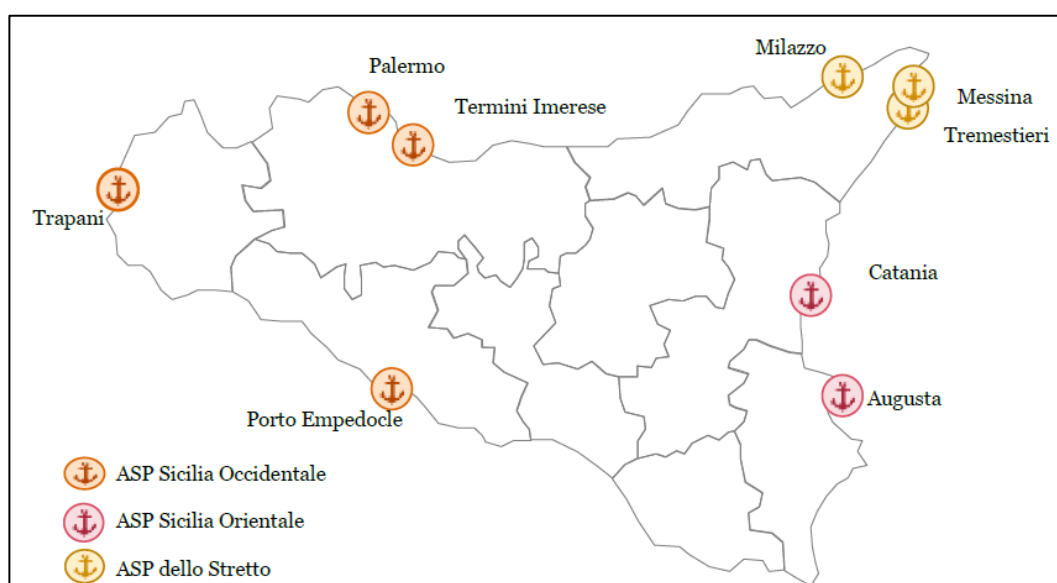 Milazzo
Palermo
Messina
Termini Imerese
Tremestieri
Trapani
Catania
Augusta
Porto Empedocle
ASP Sicilia Occidentale
ASP Sicilia Orientale
ASP dello Stretto